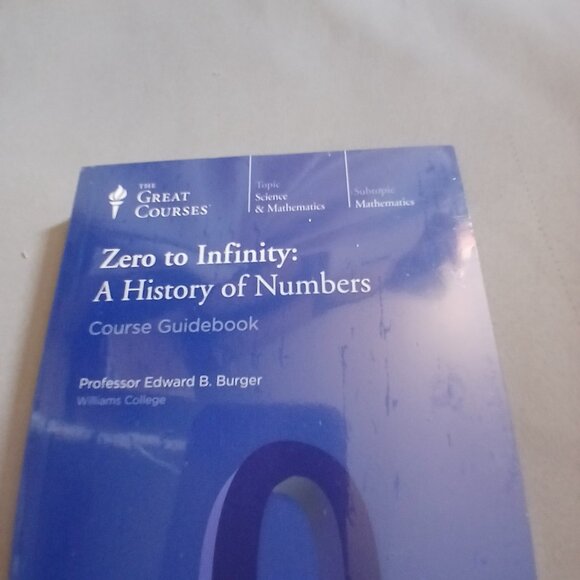 THE
GREAT
COURSES
Topic
Science
& Mathematics
Subtopic
Mathematics
Zero to Infinity:
A History of Numbers
Course Guidebook
Professor Edward B. Burger
Williams College